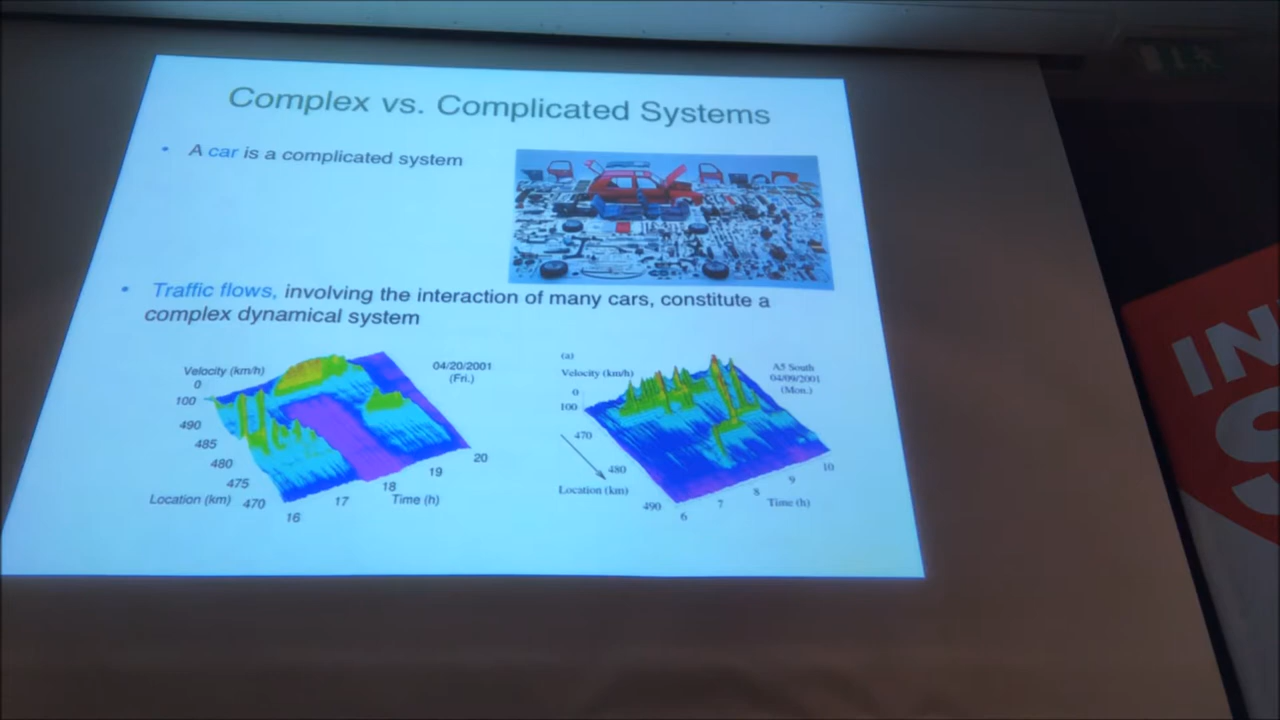 Complex vs. Complicated Systems
• A car is a complicated system
• Traffic flows, involving the interaction of many cars, constitute a
complex dynamical system
Velocity (km/h)
0
100
490
485
480
475
470
Location (km)
16
17
18
19
20
Time (h)
04/20/2001
(Fri.)
(a)
Velocity (km/h)
0
100
470
480
490
Location (km)
6
7
8
9
10
Time (h)
A5 South
04/09/2001
(Mon.)
IN
S